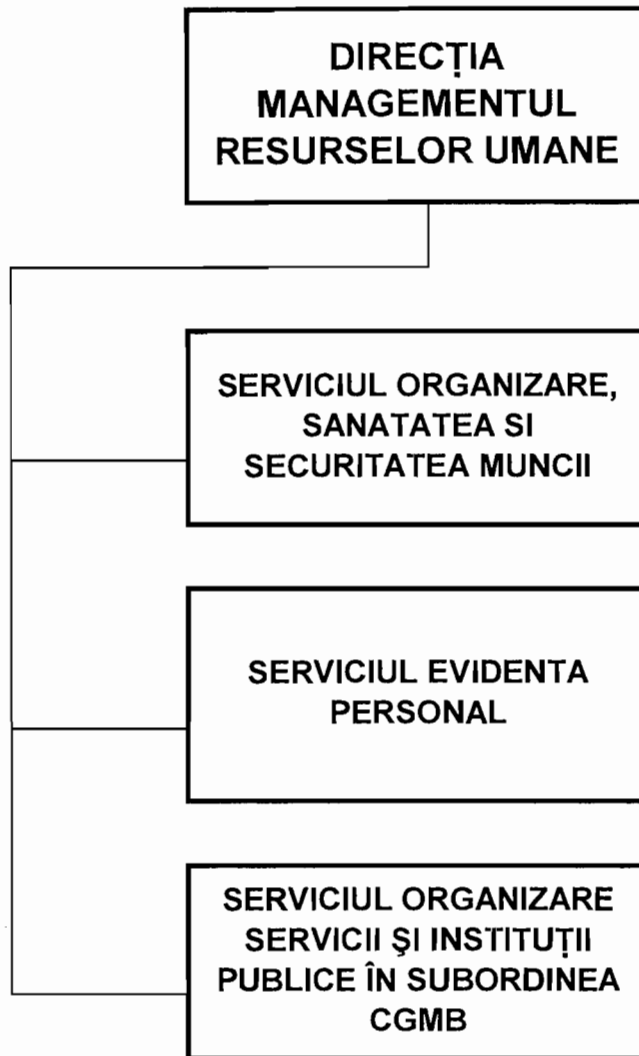 DIRECȚIA
MANAGEMENTUL
RESURSELOR UMANE
SERVICIUL ORGANIZARE,
SANATATEA SI
SECURITATEA MUNCII
SERVICIUL EVIDENTA
PERSONAL
SERVICIUL ORGANIZARE
SERVICII ŞI INSTITUȚII
PUBLICE ÎN SUBORDINEA
CGMB